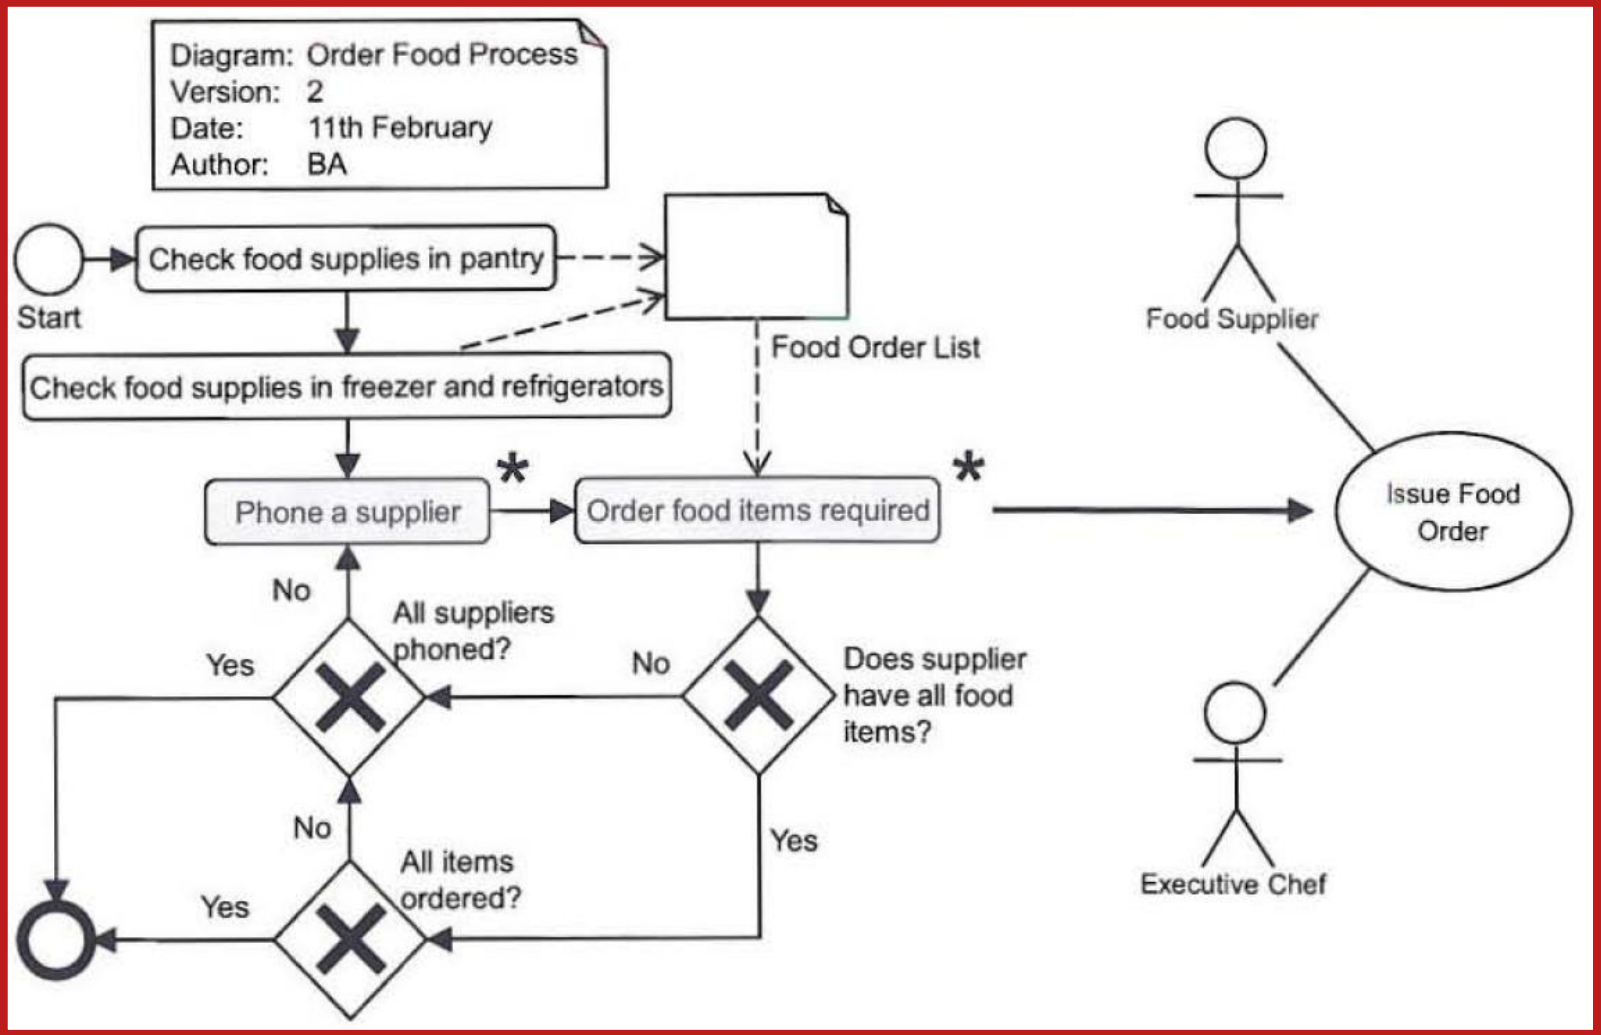 Diagram: Order Food Process
Version: 2
Date: 11th February
Author: BA
Check food supplies in pantry
Start
Food Order List
Check food supplies in freezer and refrigerators
*
*
Phone a supplier
Order food items required
No
All suppliers
phoned?
Yes
No
Does supplier
have all food
items?
No
All items
ordered?
Yes
Yes
Food Supplier
Issue Food
Order
Executive Chef